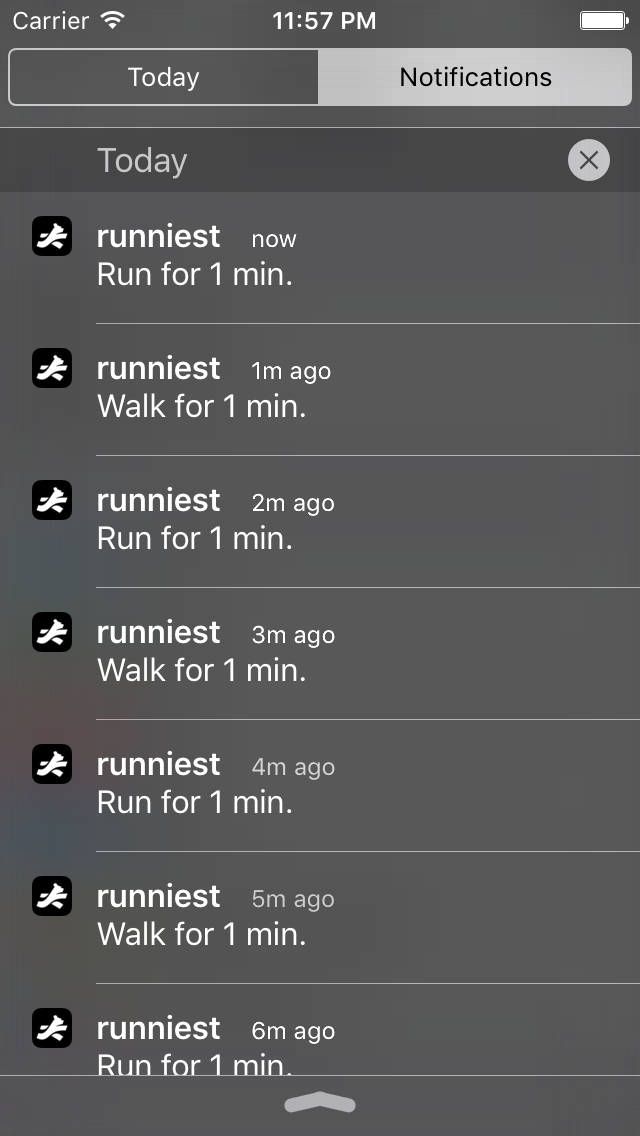 Carrier 11:57 PM
Today Notifications
Today
runniest now
Run for 1 min.
runniest 1m ago
Walk for 1 min.
runniest 2m ago
Run for 1 min.
runniest 3m ago
Walk for 1 min.
runniest 4m ago
Run for 1 min.
runniest 5m ago
Walk for 1 min.
runniest 6m ago
Run for 1 min.